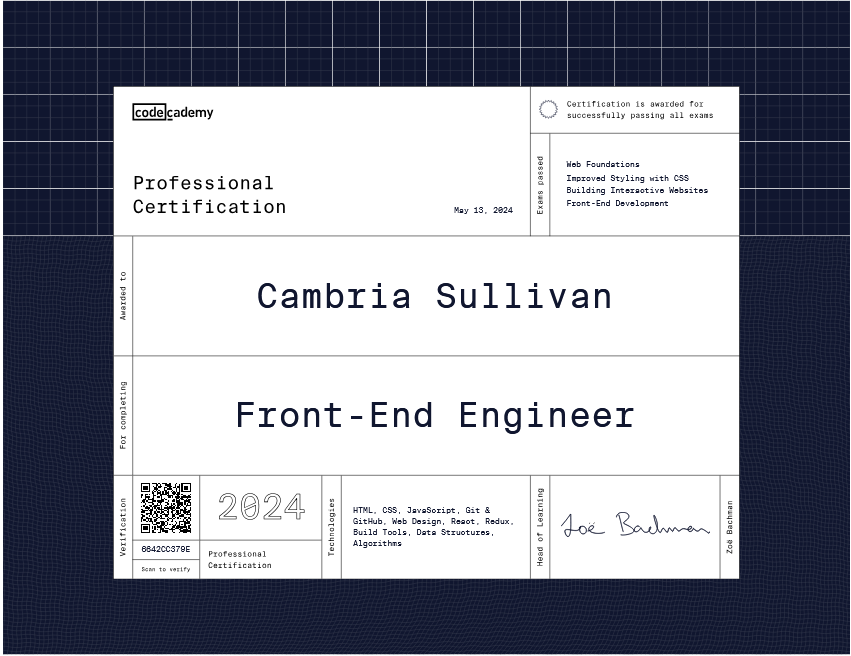 codecademy
Certification is awarded for
successfully passing all exams
Professional
Certification
May 13, 2024
Exams passed
Web Foundations
Improved Styling with CSS
Building Interactive Websites
Front-End Development
Awarded to
Cambria Sullivan
For completing
Front-End Engineer
Verification
6642CC379E
Scan to verify
2024
Professional
Certification
Technologies
HTML, CSS, JavaScript, Git &
GitHub, Web Design, React, Redux,
Build Tools, Data Structures,
Algorithms
Head of Learning
Zoë Bachman
Zoë Bachman